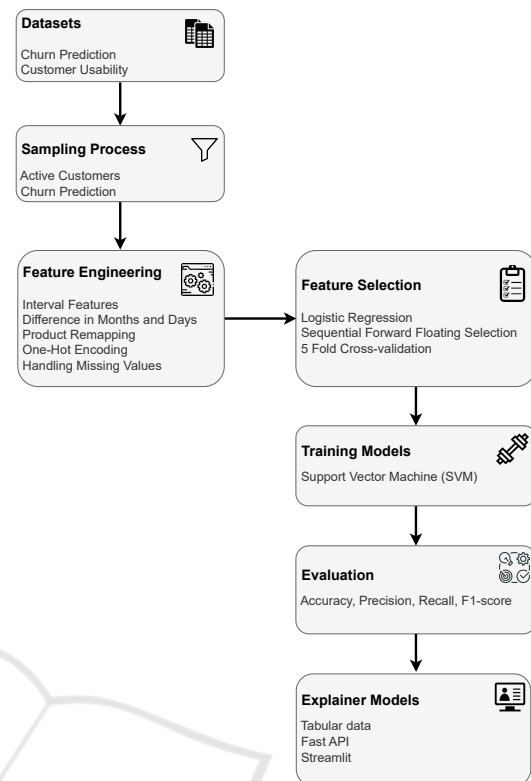 Datasets
Churn Prediction
Customer Usability
Sampling Process
Active Customers
Churn Prediction
Feature Engineering
Interval Features
Difference in Months and Days
Product Remapping
One-Hot Encoding
Handling Missing Values
Feature Selection
Logistic Regression
Sequential Forward Floating Selection
5 Fold Cross-validation
Training Models
Support Vector Machine (SVM)
Evaluation
Accuracy, Precision, Recall, F1-score
Explainer Models
Tabular data
Fast API
Streamlit